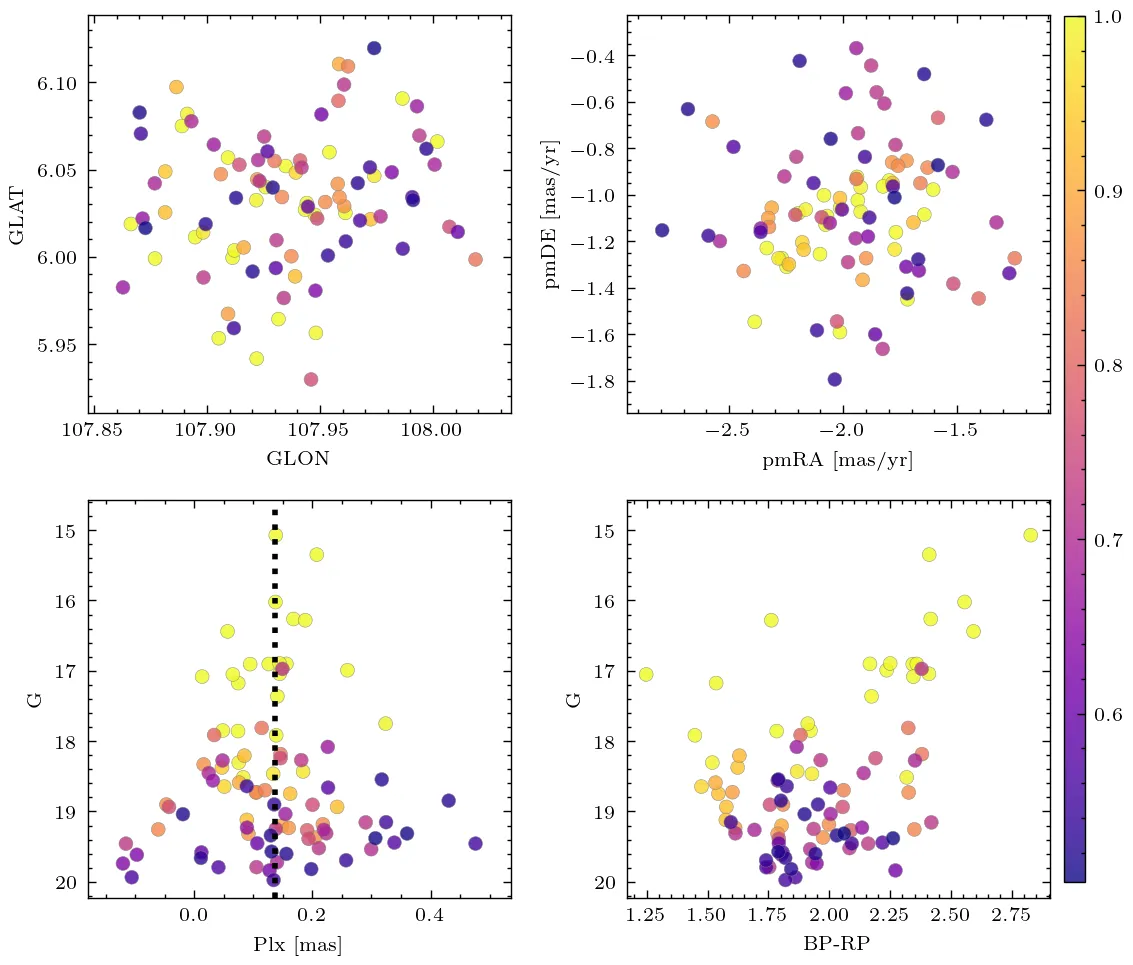 6.10
6.05
6.00
5.95
GLAT
107.85 107.90 107.95 108.00
GLON
−0.4
−0.6
−0.8
−1.0
−1.2
−1.4
−1.6
−1.8
pmDE [mas/yr]
−2.5 −2.0 −1.5
pmRA [mas/yr]
15
16
17
18
19
20
G
0.0 0.2 0.4
Plx [mas]
15
16
17
18
19
20
G
1.25 1.50 1.75 2.00 2.25 2.50 2.75
BP-RP
1.0
0.9
0.8
0.7
0.6